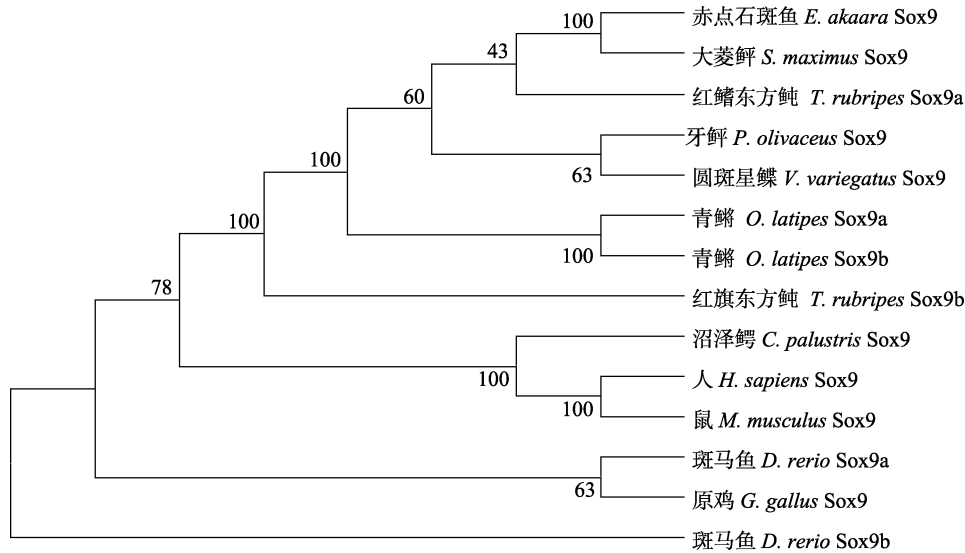 100
赤点石斑鱼 E. akaara Sox9
43
大菱鲆 S. maximus Sox9
60
红鳍东方鲀 T. rubripes Sox9a
牙鲆 P. olivaceus Sox9
100
63
圆斑星鲽 V. variegatus Sox9
100
青鳉 O. latipes Sox9a
100
青鳉 O. latipes Sox9b
78
红旗东方鲀 T. rubripes Sox9b
沼泽鳄 C. palustris Sox9
100
人 H. sapiens Sox9
100
鼠 M. musculus Sox9
斑马鱼 D. rerio Sox9a
63
原鸡 G. gallus Sox9
斑马鱼 D. rerio Sox9b